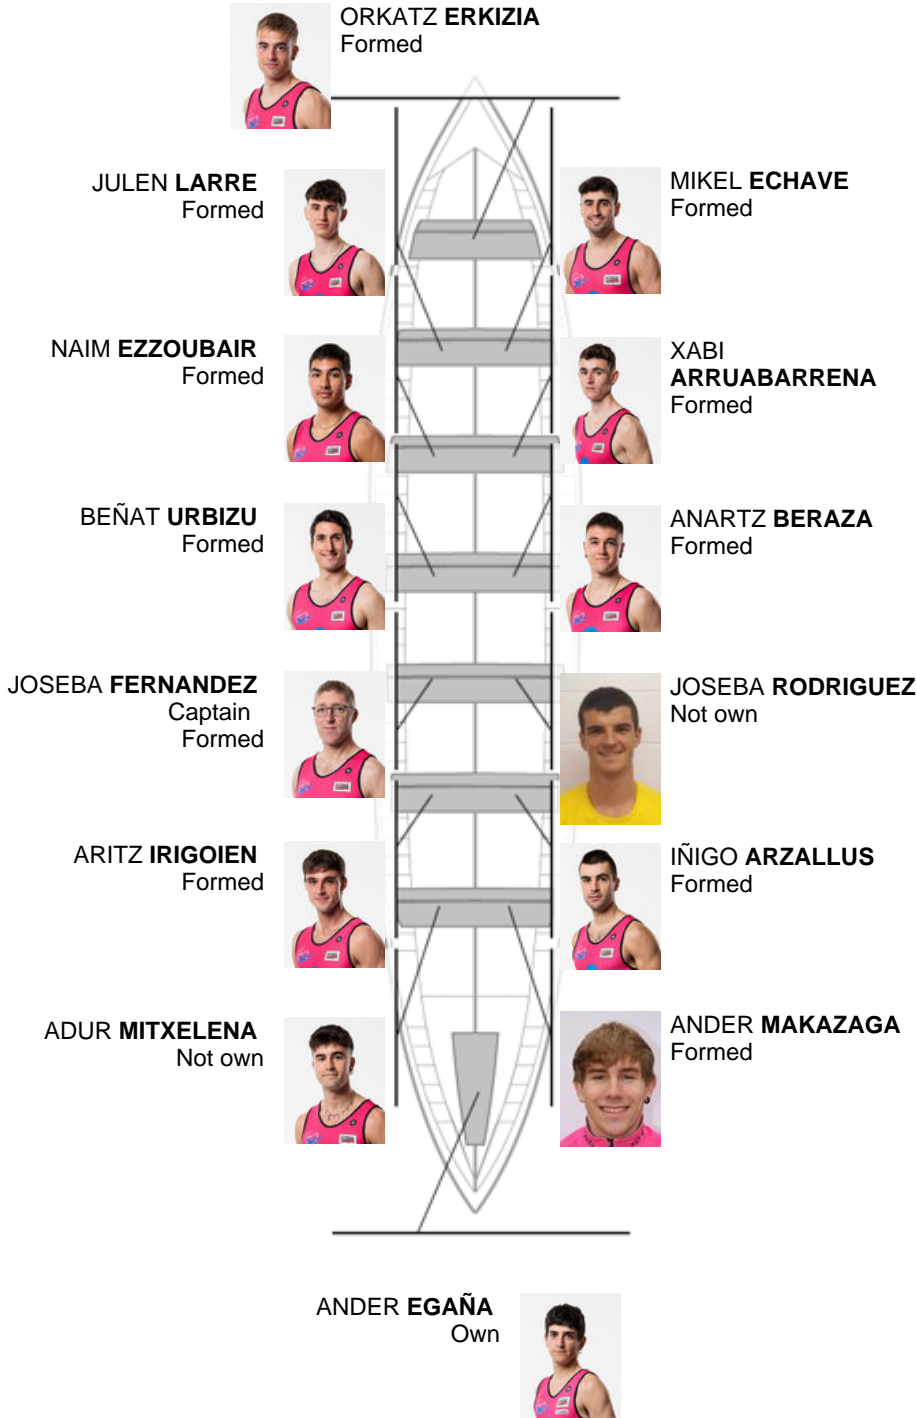 ORKATZ ERKIZIA
Formed
JULEN LARRE
Formed
MIKEL ECHAVE
Formed
NAIM EZZOUBAIR
Formed
XABI
ARRUABARRENA
Formed
BEÑAT URBIZU
Formed
ANARTZ BERAZA
Formed
JOSEBA FERNANDEZ
Captain
Formed
JOSEBA RODRIGUEZ
Not own
ARITZ IRIGOIEN
Formed
IÑIGO ARZALLUS
Formed
ADUR MITXELENA
Not own
ANDER MAKAZAGA
Formed
ANDER EGAÑA
Own